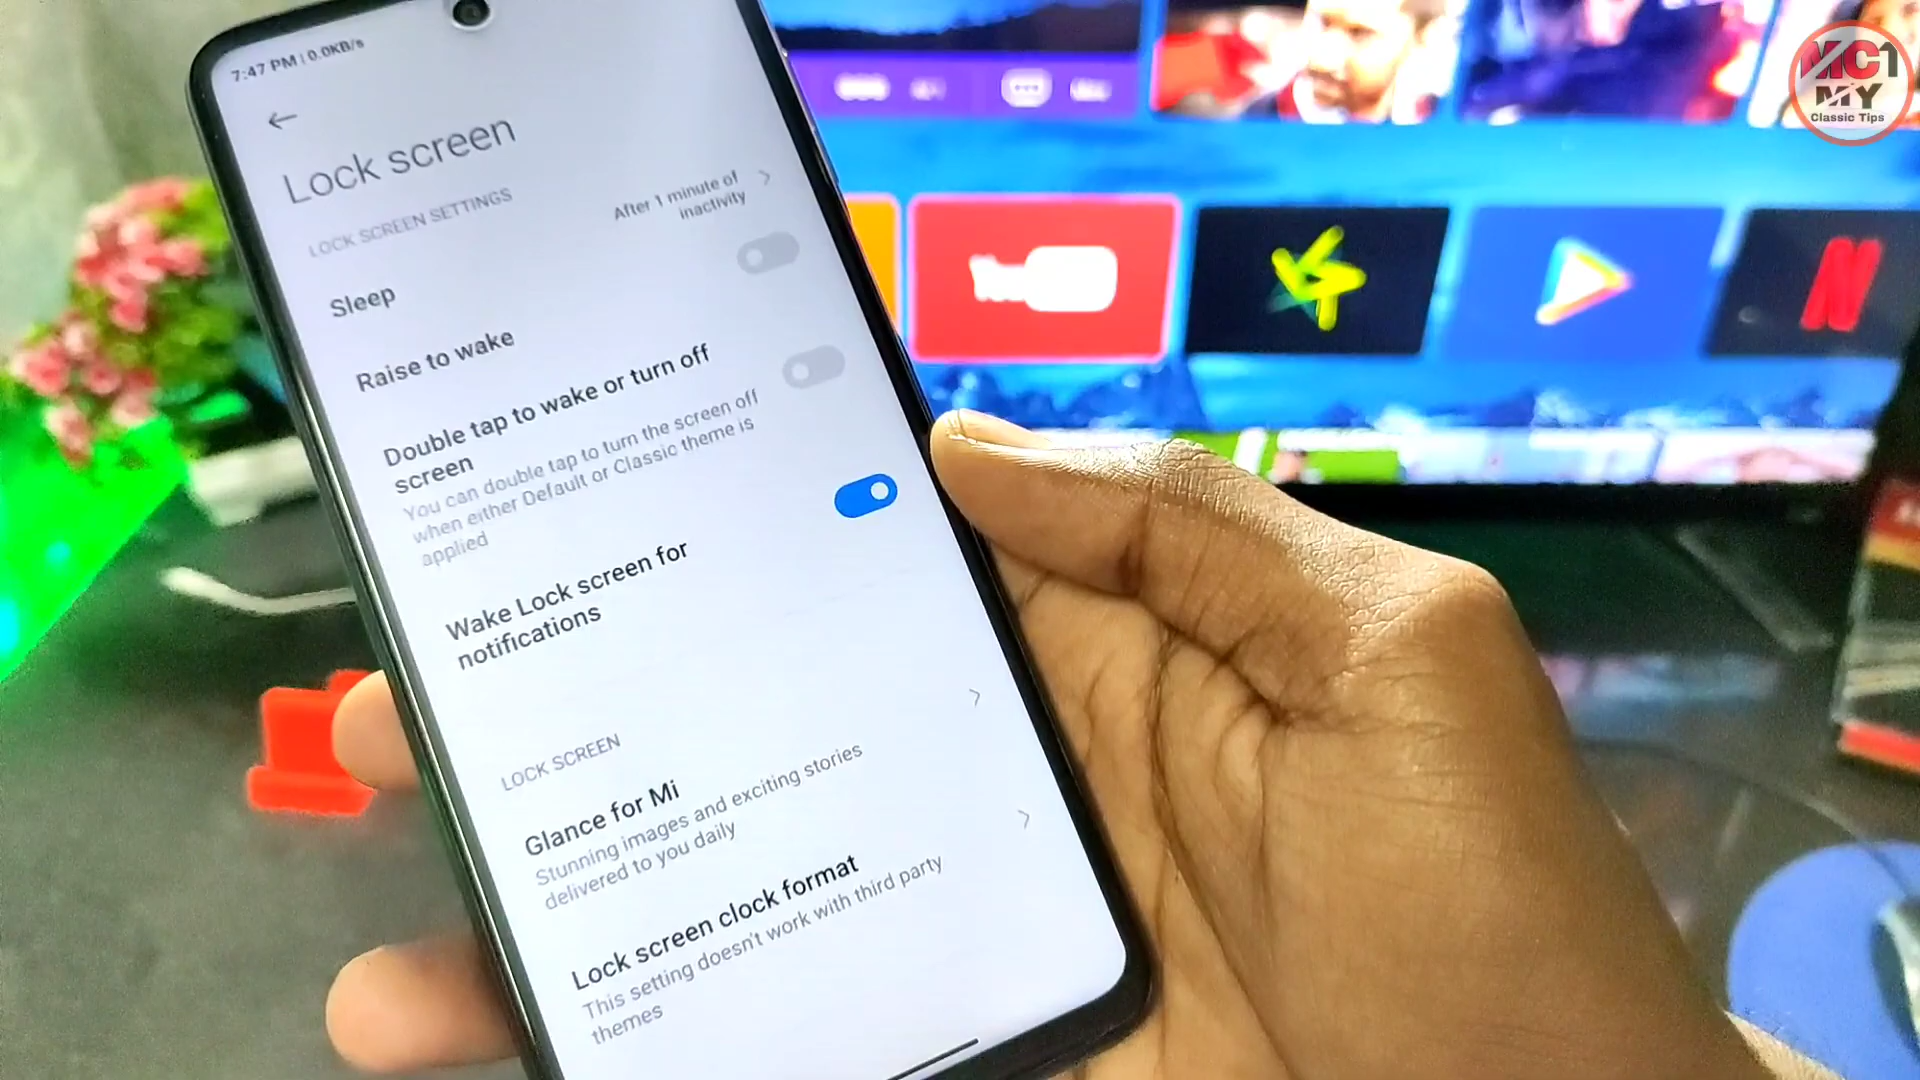 7:47 PM | 0.0KB/s
Lock screen
LOCK SCREEN SETTINGS
Sleep
After 1 minute of
inactivity
Raise to wake
Double tap to wake or turn off
screen
You can double tap to turn the screen off
when either Default or Classic theme is
applied
Wake Lock screen for
notifications
LOCK SCREEN
Glance for Mi
Stunning images and exciting stories
delivered to you daily
Lock screen clock format
This setting doesn't work with third party
themes
N
MC1
MY
Classic Tips